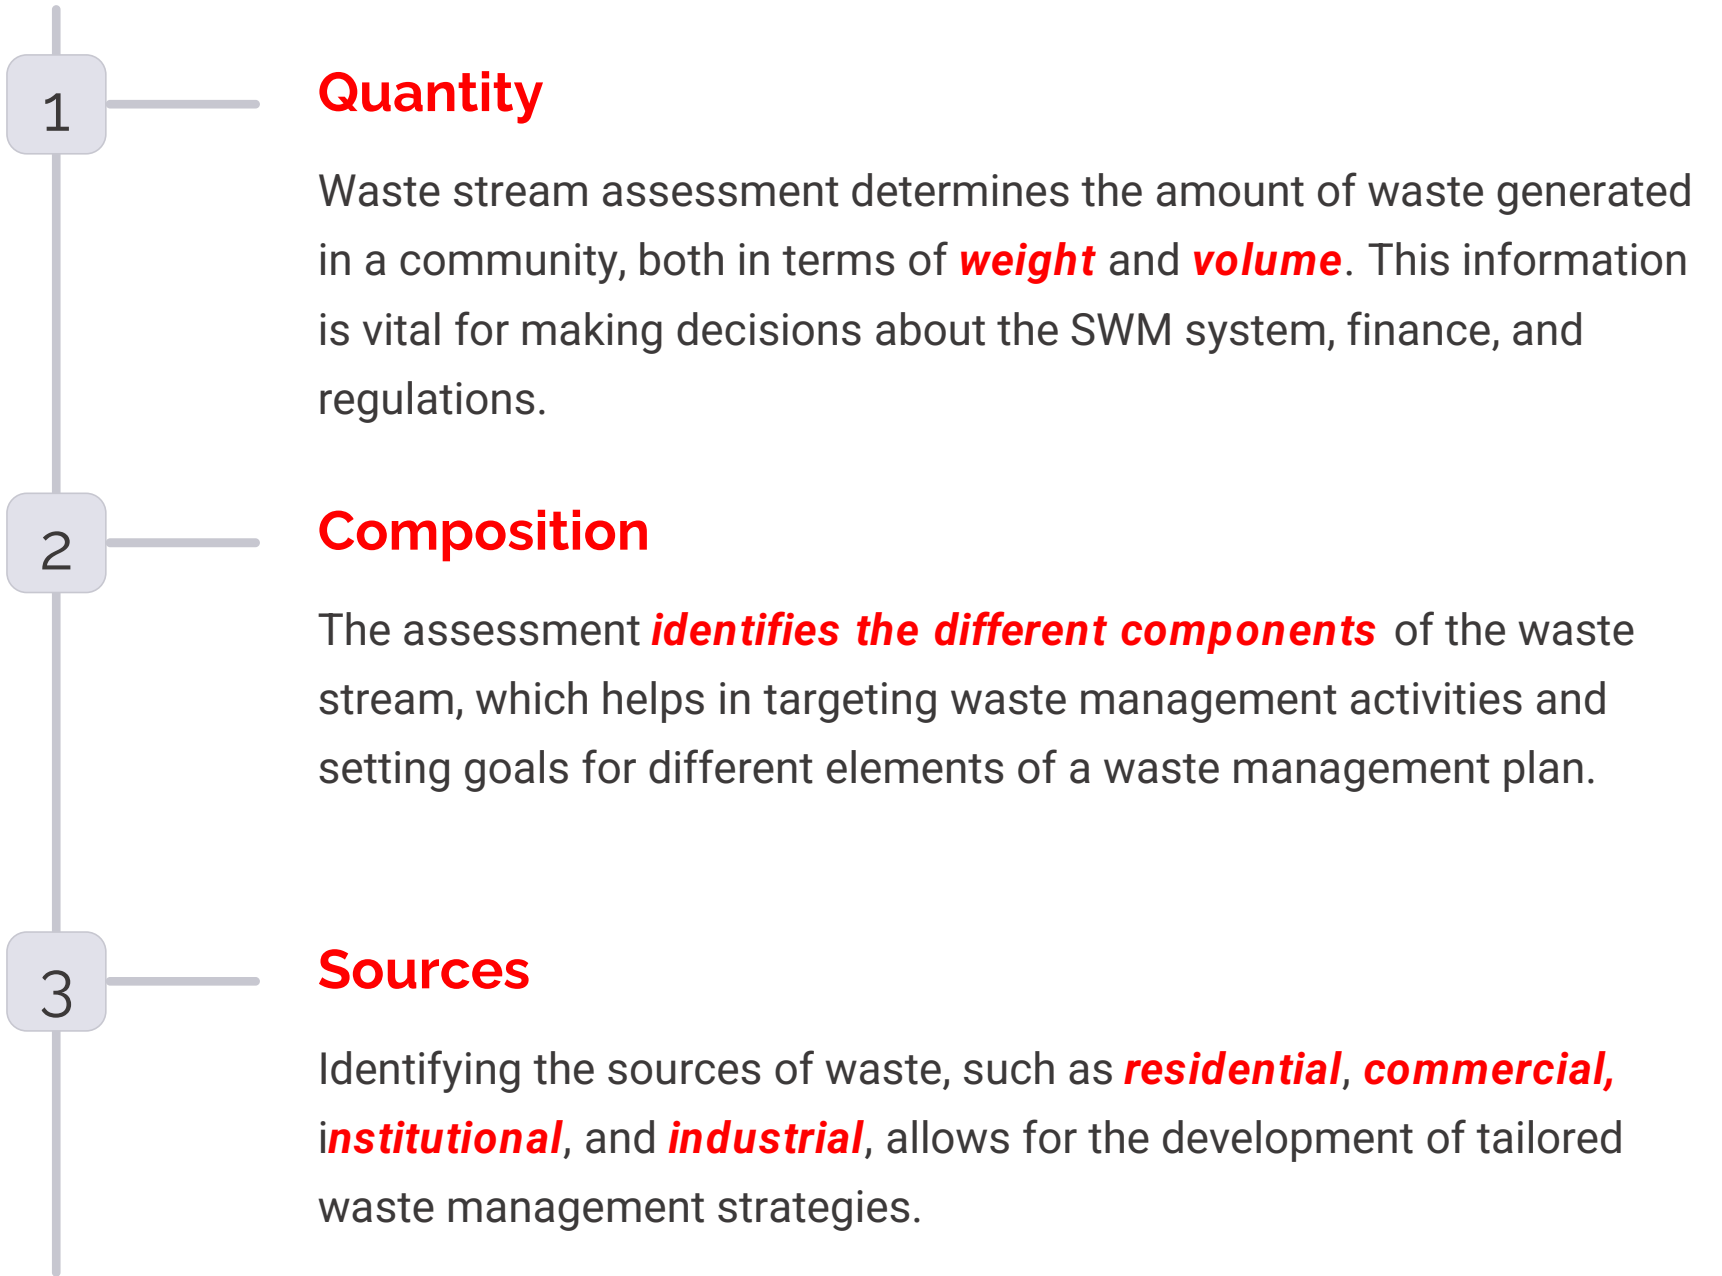 1
Quantity
Waste stream assessment determines the amount of waste generated
in a community, both in terms of weight and volume. This information
is vital for making decisions about the SWM system, finance, and
regulations.
2
Composition
The assessment identifies the different components of the waste
stream, which helps in targeting waste management activities and
setting goals for different elements of a waste management plan.
3
Sources
Identifying the sources of waste, such as residential, commercial,
institutional, and industrial, allows for the development of tailored
waste management strategies.